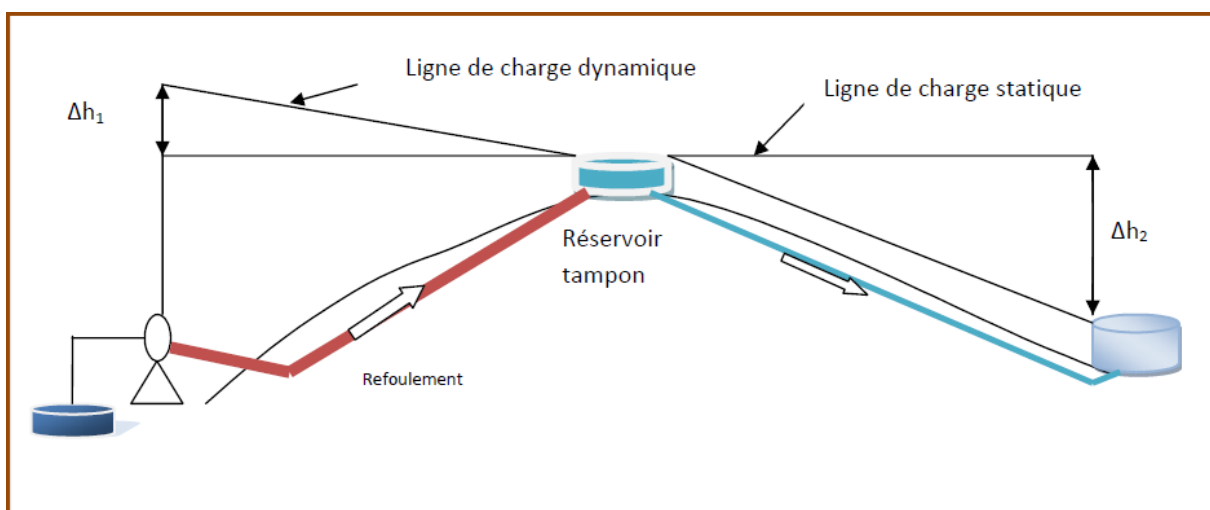 Ligne de charge dynamique
Ligne de charge statique
Δh₁
Réservoir
tampon
Δh₂
Refoulement